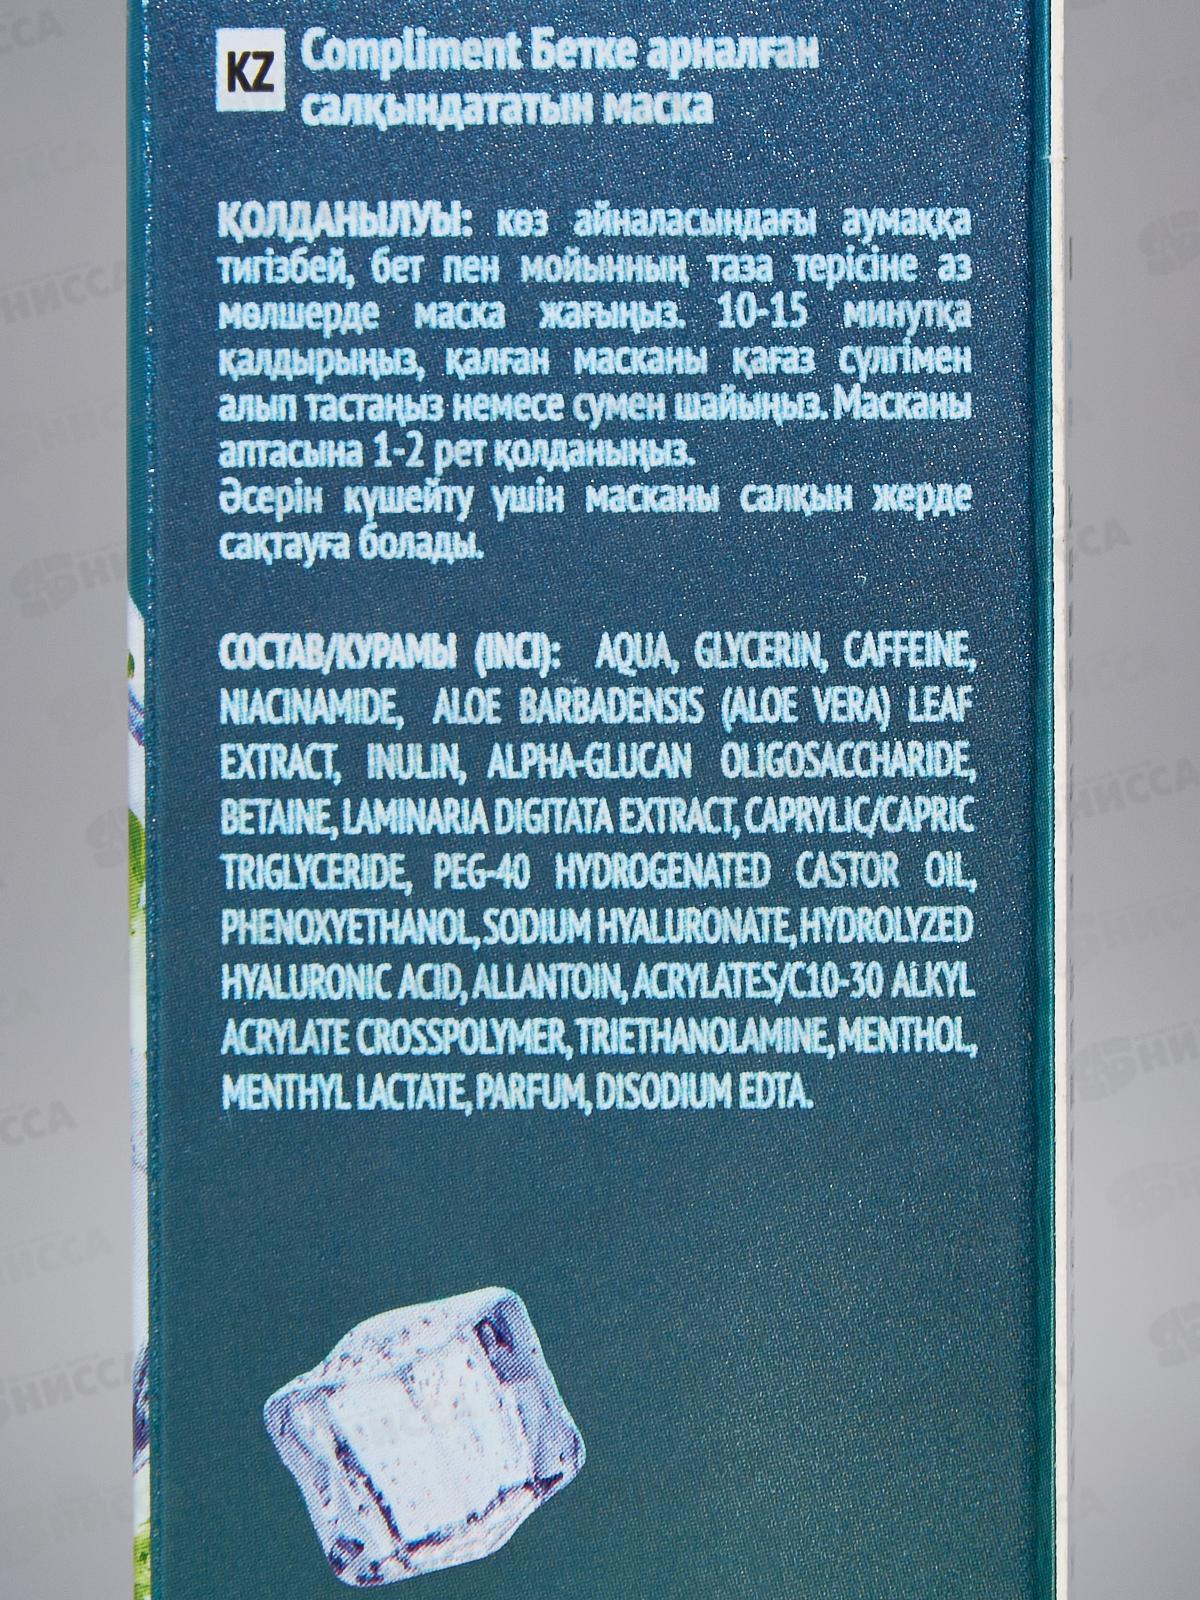 KZ Compliment Бетке арналған
салқындататын маска
ҚОЛДАНЫЛУЫ: көз айналасындағы аумаққа
тигізбей, бет пен мойынның таза терісіне аз
мөлшерде маска жағыңыз. 10-15 минутқа
қалдырыңыз, қалған масканы қағаз сүлгімен
алып тастаңыз немесе сумен шайыңыз. Масканы
аптасына 1-2 рет қолданыңыз.
Әсерін күшейту үшін масканы салқын жерде
сақтауға болады.
СОСТАВ/КУРАМЫ (INCI): AQUA, GLYCERIN, CAFFEINE,
NIACINAMIDE, ALOE BARBADENSIS (ALOE VERA) LEAF
EXTRACT, INULIN, ALPHA-GLUCAN OLIGOSACCHARIDE,
BETAINE, LAMINARIA DIGITATA EXTRACT, CAPRYLIC/CAPRIC
TRIGLYCERIDE, PEG-40 HYDROGENATED CASTOR OIL,
PHENOXYETHANOL, SODIUM HYALURONATE, HYDROLYZED
HYALURONIC ACID, ALLANTOIN, ACRYLATES/C10-30 ALKYL
ACRYLATE CROSSPOLYMER, TRIETHANOLAMINE, MENTHOL,
MENTHYL LACTATE, PARFUM, DISODIUM EDTA.